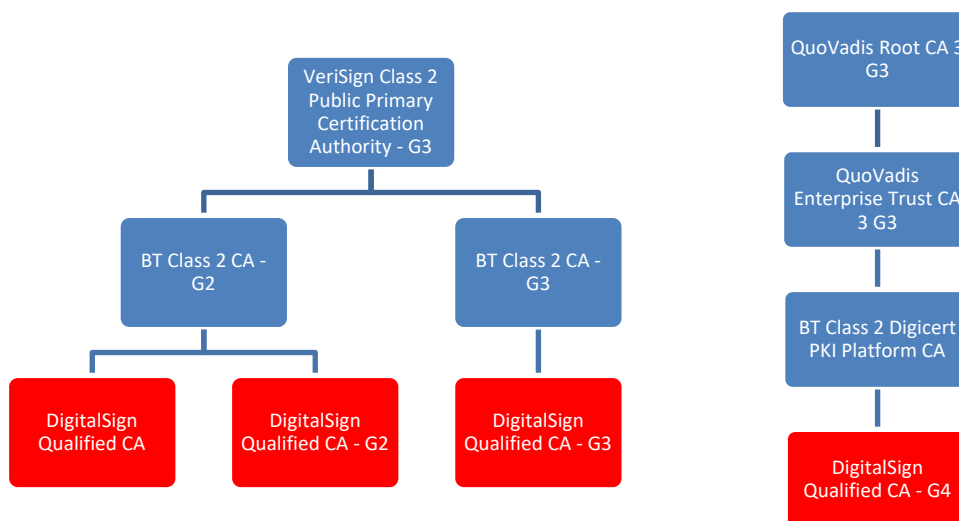 VeriSign Class 2
Public Primary
Certification
Authority - G3
BT Class 2 CA -
G2
BT Class 2 CA -
G3
DigitalSign
Qualified CA
DigitalSign
Qualified CA - G2
DigitalSign
Qualified CA - G3
QuoVadis Root CA 3
G3
QuoVadis
Enterprise Trust CA
3 G3
BT Class 2 Digicert
PKI Platform CA
DigitalSign
Qualified CA - G4